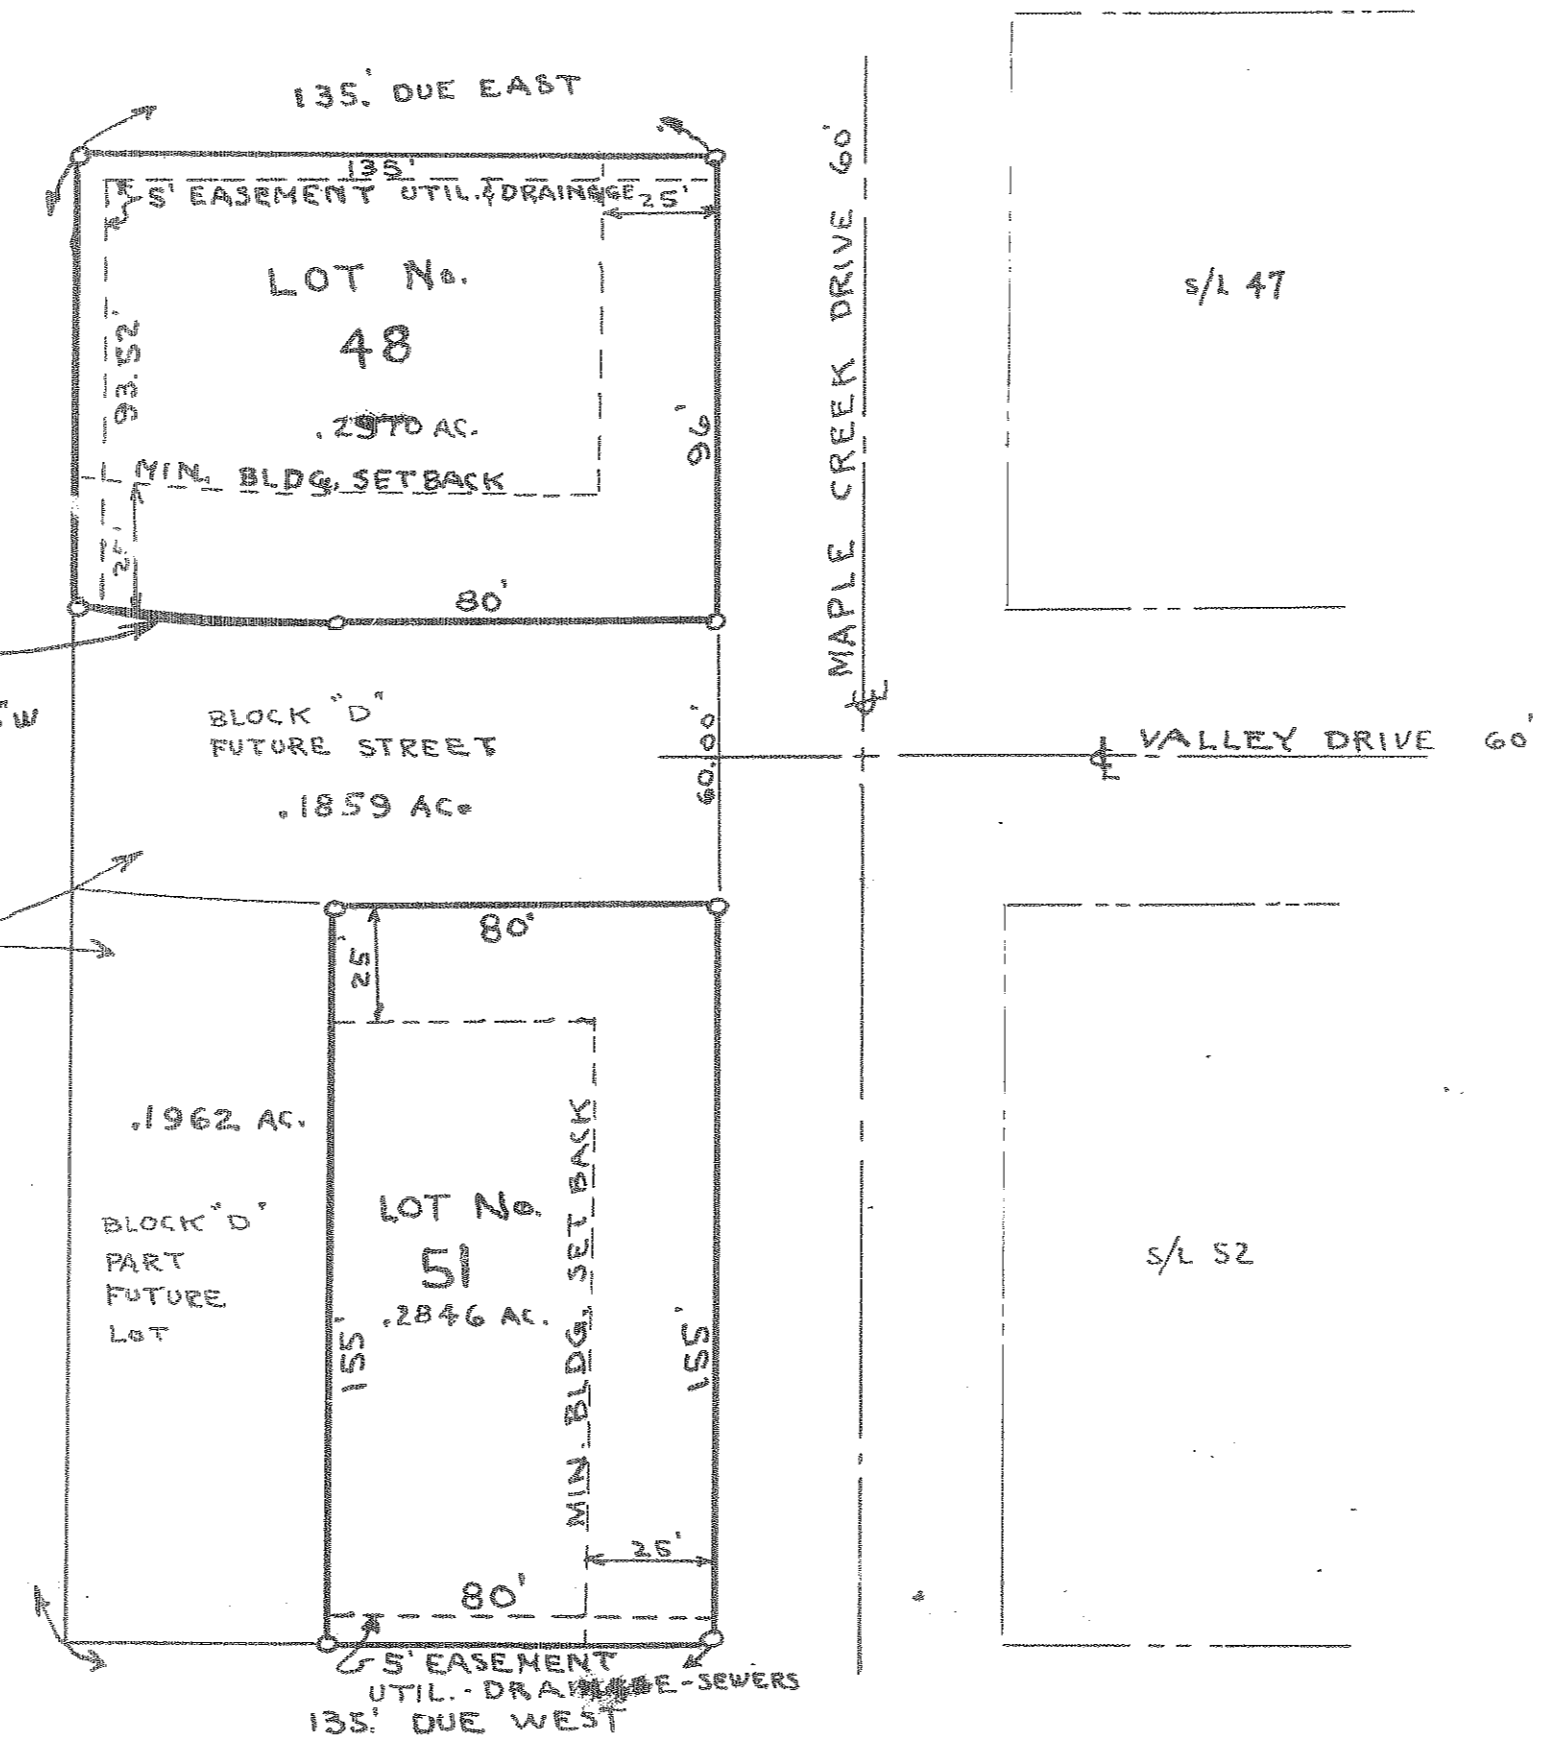 135.' DUE EAST
135'
5' EASEMENT UTIL. & DRAINAGE
25'
LOT No.
48
.2970 AC.
93.52'
96'
MIN. BLDG. SETBACK
25'
80'
MAPLE CREEK DRIVE 60'
S/L 47
"W
BLOCK "D"
FUTURE STREET
.1859 AC.
60.00'
℄
℄ VALLEY DRIVE 60'
80'
25'
.1962 AC.
BLOCK "D"
PART
FUTURE
LOT
LOT No.
51
.2846 AC.
155'
155'
MIN. BLDG. SET BACK
S/L 52
25'
80'
5' EASEMENT
UTIL. - DRAINAGE - SEWERS
135.' DUE WEST